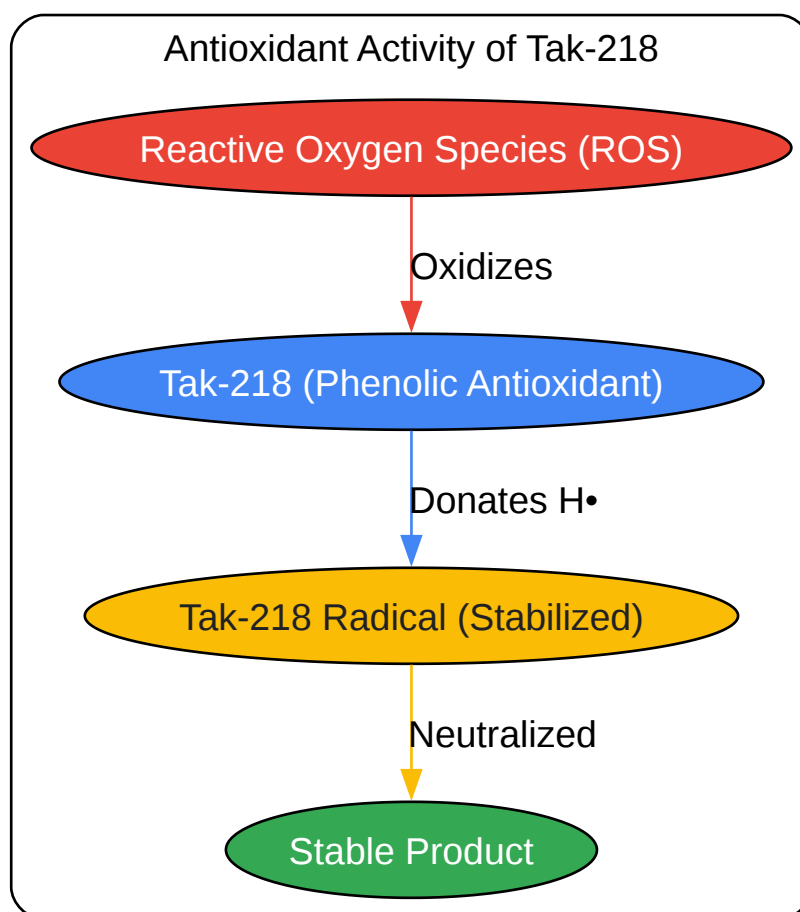 Antioxidant Activity of Tak-218
Reactive Oxygen Species (ROS)
Oxidizes
Tak-218 (Phenolic Antioxidant)
Donates H•
Tak-218 Radical (Stabilized)
Neutralized
Stable Product